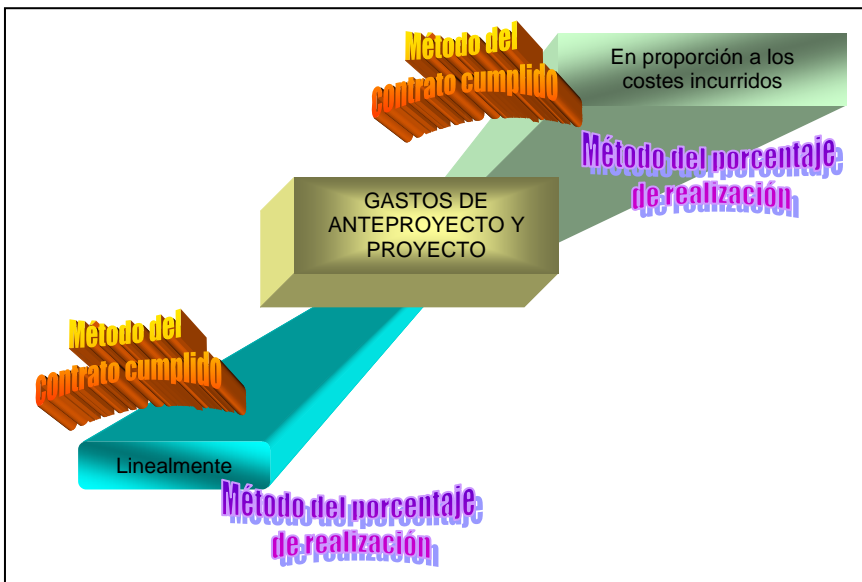 Método del
contrato cumplido
En proporción a los
costes incurridos
Método del porcentaje
de realización
GASTOS DE
ANTEPROYECTO Y
PROYECTO
Método del
contrato cumplido
Linealmente
Método del porcentaje
de realización